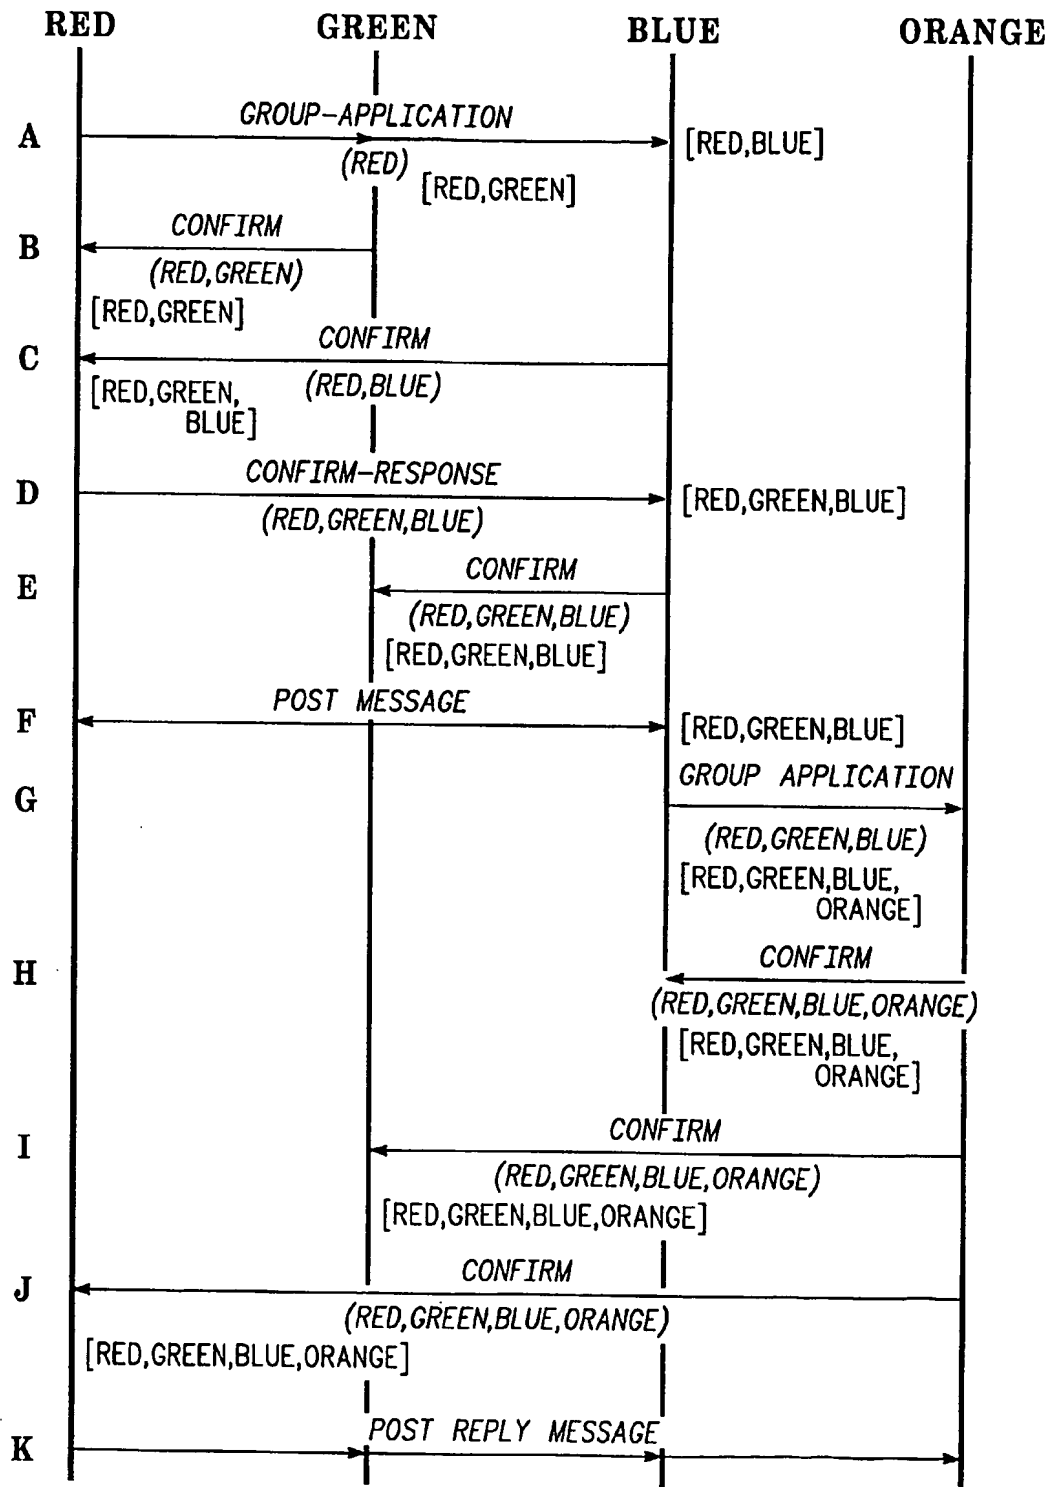 RED GREEN BLUE ORANGE
GROUP-APPLICATION
A
[RED,BLUE]
(RED)
[RED,GREEN]
CONFIRM
B
(RED,GREEN)
[RED,GREEN]
CONFIRM
C
(RED,BLUE)
[RED,GREEN,
BLUE]
CONFIRM-RESPONSE
D
[RED,GREEN,BLUE]
(RED,GREEN,BLUE)
CONFIRM
E
(RED,GREEN,BLUE)
[RED,GREEN,BLUE]
POST MESSAGE
F
[RED,GREEN,BLUE]
GROUP APPLICATION
G
(RED,GREEN,BLUE)
[RED,GREEN,BLUE,
ORANGE]
CONFIRM
H
(RED,GREEN,BLUE,ORANGE)
[RED,GREEN,BLUE,
ORANGE]
CONFIRM
I
(RED,GREEN,BLUE,ORANGE)
[RED,GREEN,BLUE,ORANGE]
CONFIRM
J
(RED,GREEN,BLUE,ORANGE)
[RED,GREEN,BLUE,ORANGE]
POST REPLY MESSAGE
K